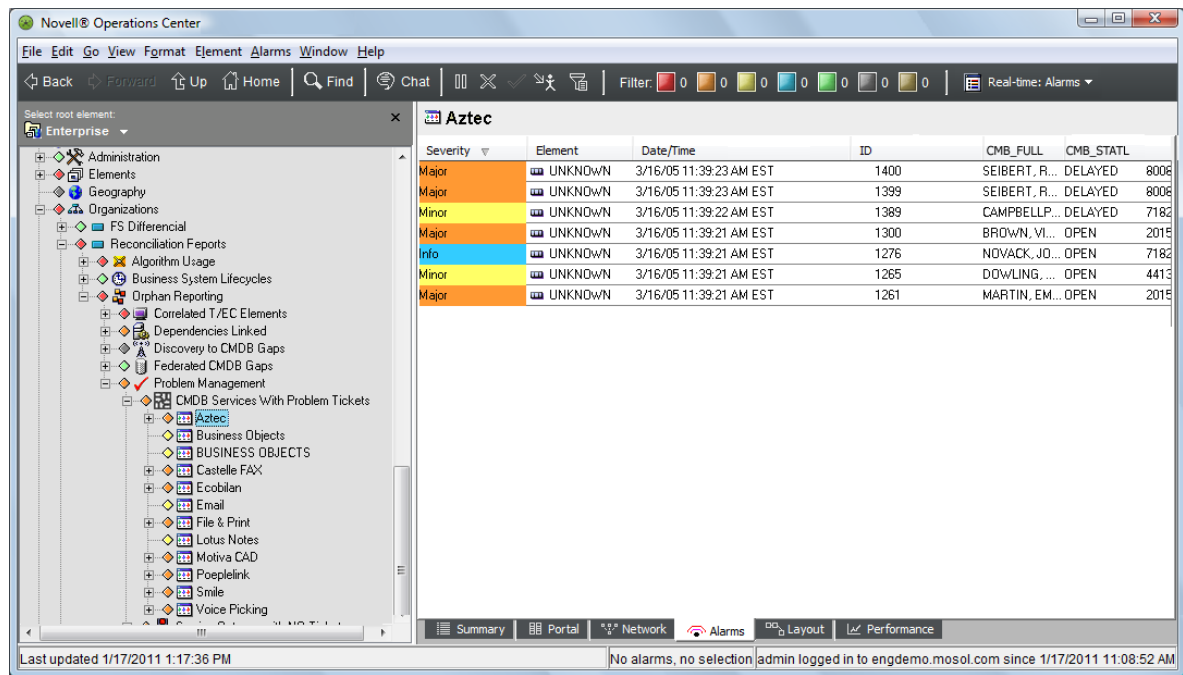 Novell® Operations Center
File Edit Go View Format Element Alarms Window Help
Back Forward Up Home Find Chat Filter: 0 0 0 0 0 0 0 Real-time: Alarms
Select root element:
Enterprise
Administration
Elements
Geography
Organizations
FS Differencial
Reconciliation Feports
Algorithm Usage
Business System Lifecycles
Orphan Reporting
Correlated T/EC Elements
Dependencies Linked
Discovery to CMDB Gaps
Federated CMDB Gaps
Problem Management
CMDB Services With Problem Tickets
Aztec
Business Objects
BUSINESS OBJECTS
Castelle FAX
Ecobilan
Email
File & Print
Lotus Notes
Motiva CAD
Poeplelink
Smile
Voice Picking
Aztec
Severity Element Date/Time ID CMB_FULL CMB_STATL
Major UNKNOWN 3/16/05 11:39:23 AM EST 1400 SEIBERT, R... DELAYED 8008
Major UNKNOWN 3/16/05 11:39:23 AM EST 1399 SEIBERT, R... DELAYED 8008
Minor UNKNOWN 3/16/05 11:39:22 AM EST 1389 CAMPBELLP... DELAYED 7182
Major UNKNOWN 3/16/05 11:39:21 AM EST 1300 BROWN, VI... OPEN 2015
Info UNKNOWN 3/16/05 11:39:21 AM EST 1276 NOVACK, JO... OPEN 7182
Minor UNKNOWN 3/16/05 11:39:21 AM EST 1265 DOWLING, ... OPEN 4413
Major UNKNOWN 3/16/05 11:39:21 AM EST 1261 MARTIN, EM... OPEN 2015
Summary Portal Network Alarms Layout Performance
Last updated 1/17/2011 1:17:36 PM No alarms, no selection admin logged in to engdemo.mosol.com since 1/17/2011 11:08:52 AM